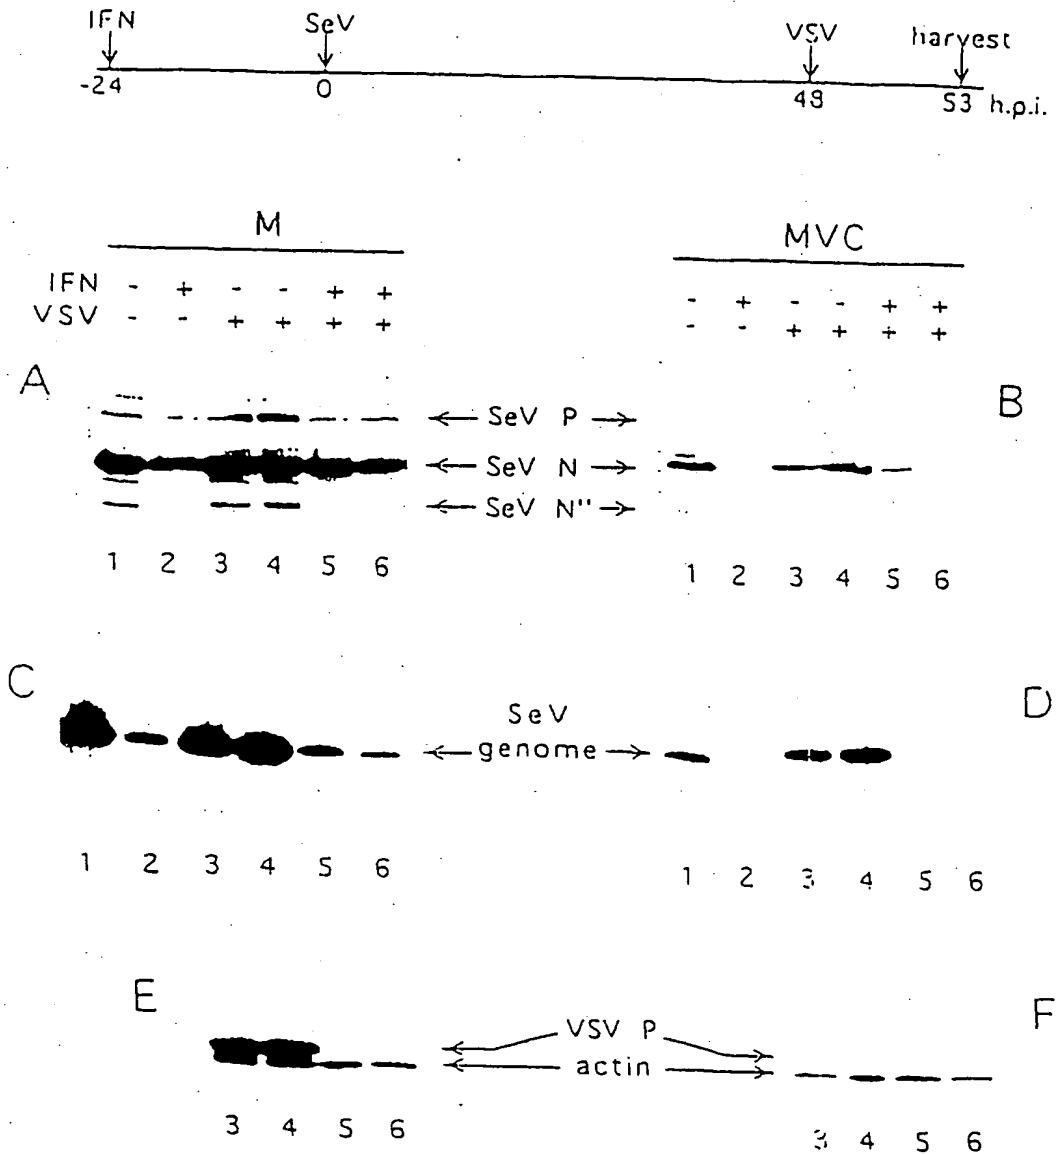 IFN SeV VSV harvest
-24 0 48 53 h.p.i.
M MVC
IFN - + - - + + - + - - + +
VSV - - + + + + - - + + + +
A B
← SeV P →
← SeV N →
← SeV N'' →
1 2 3 4 5 6 1 2 3 4 5 6
C D
SeV
← genome →
1 2 3 4 5 6 1 2 3 4 5 6
E F
VSV P
← actin →
3 4 5 6 3 4 5 6